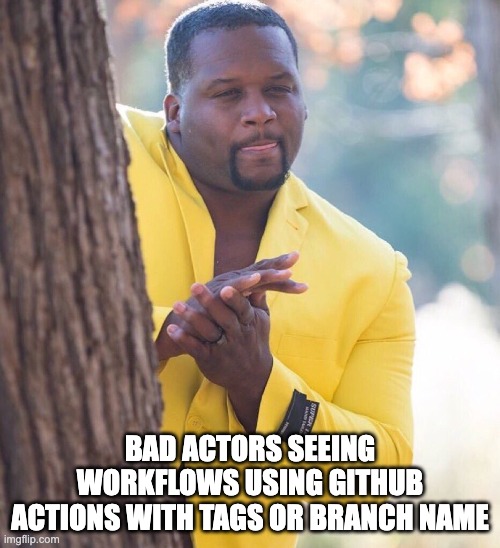 BAD ACTORS SEEING
WORKFLOWS USING GITHUB
ACTIONS WITH TAGS OR BRANCH NAME
imgflip.com